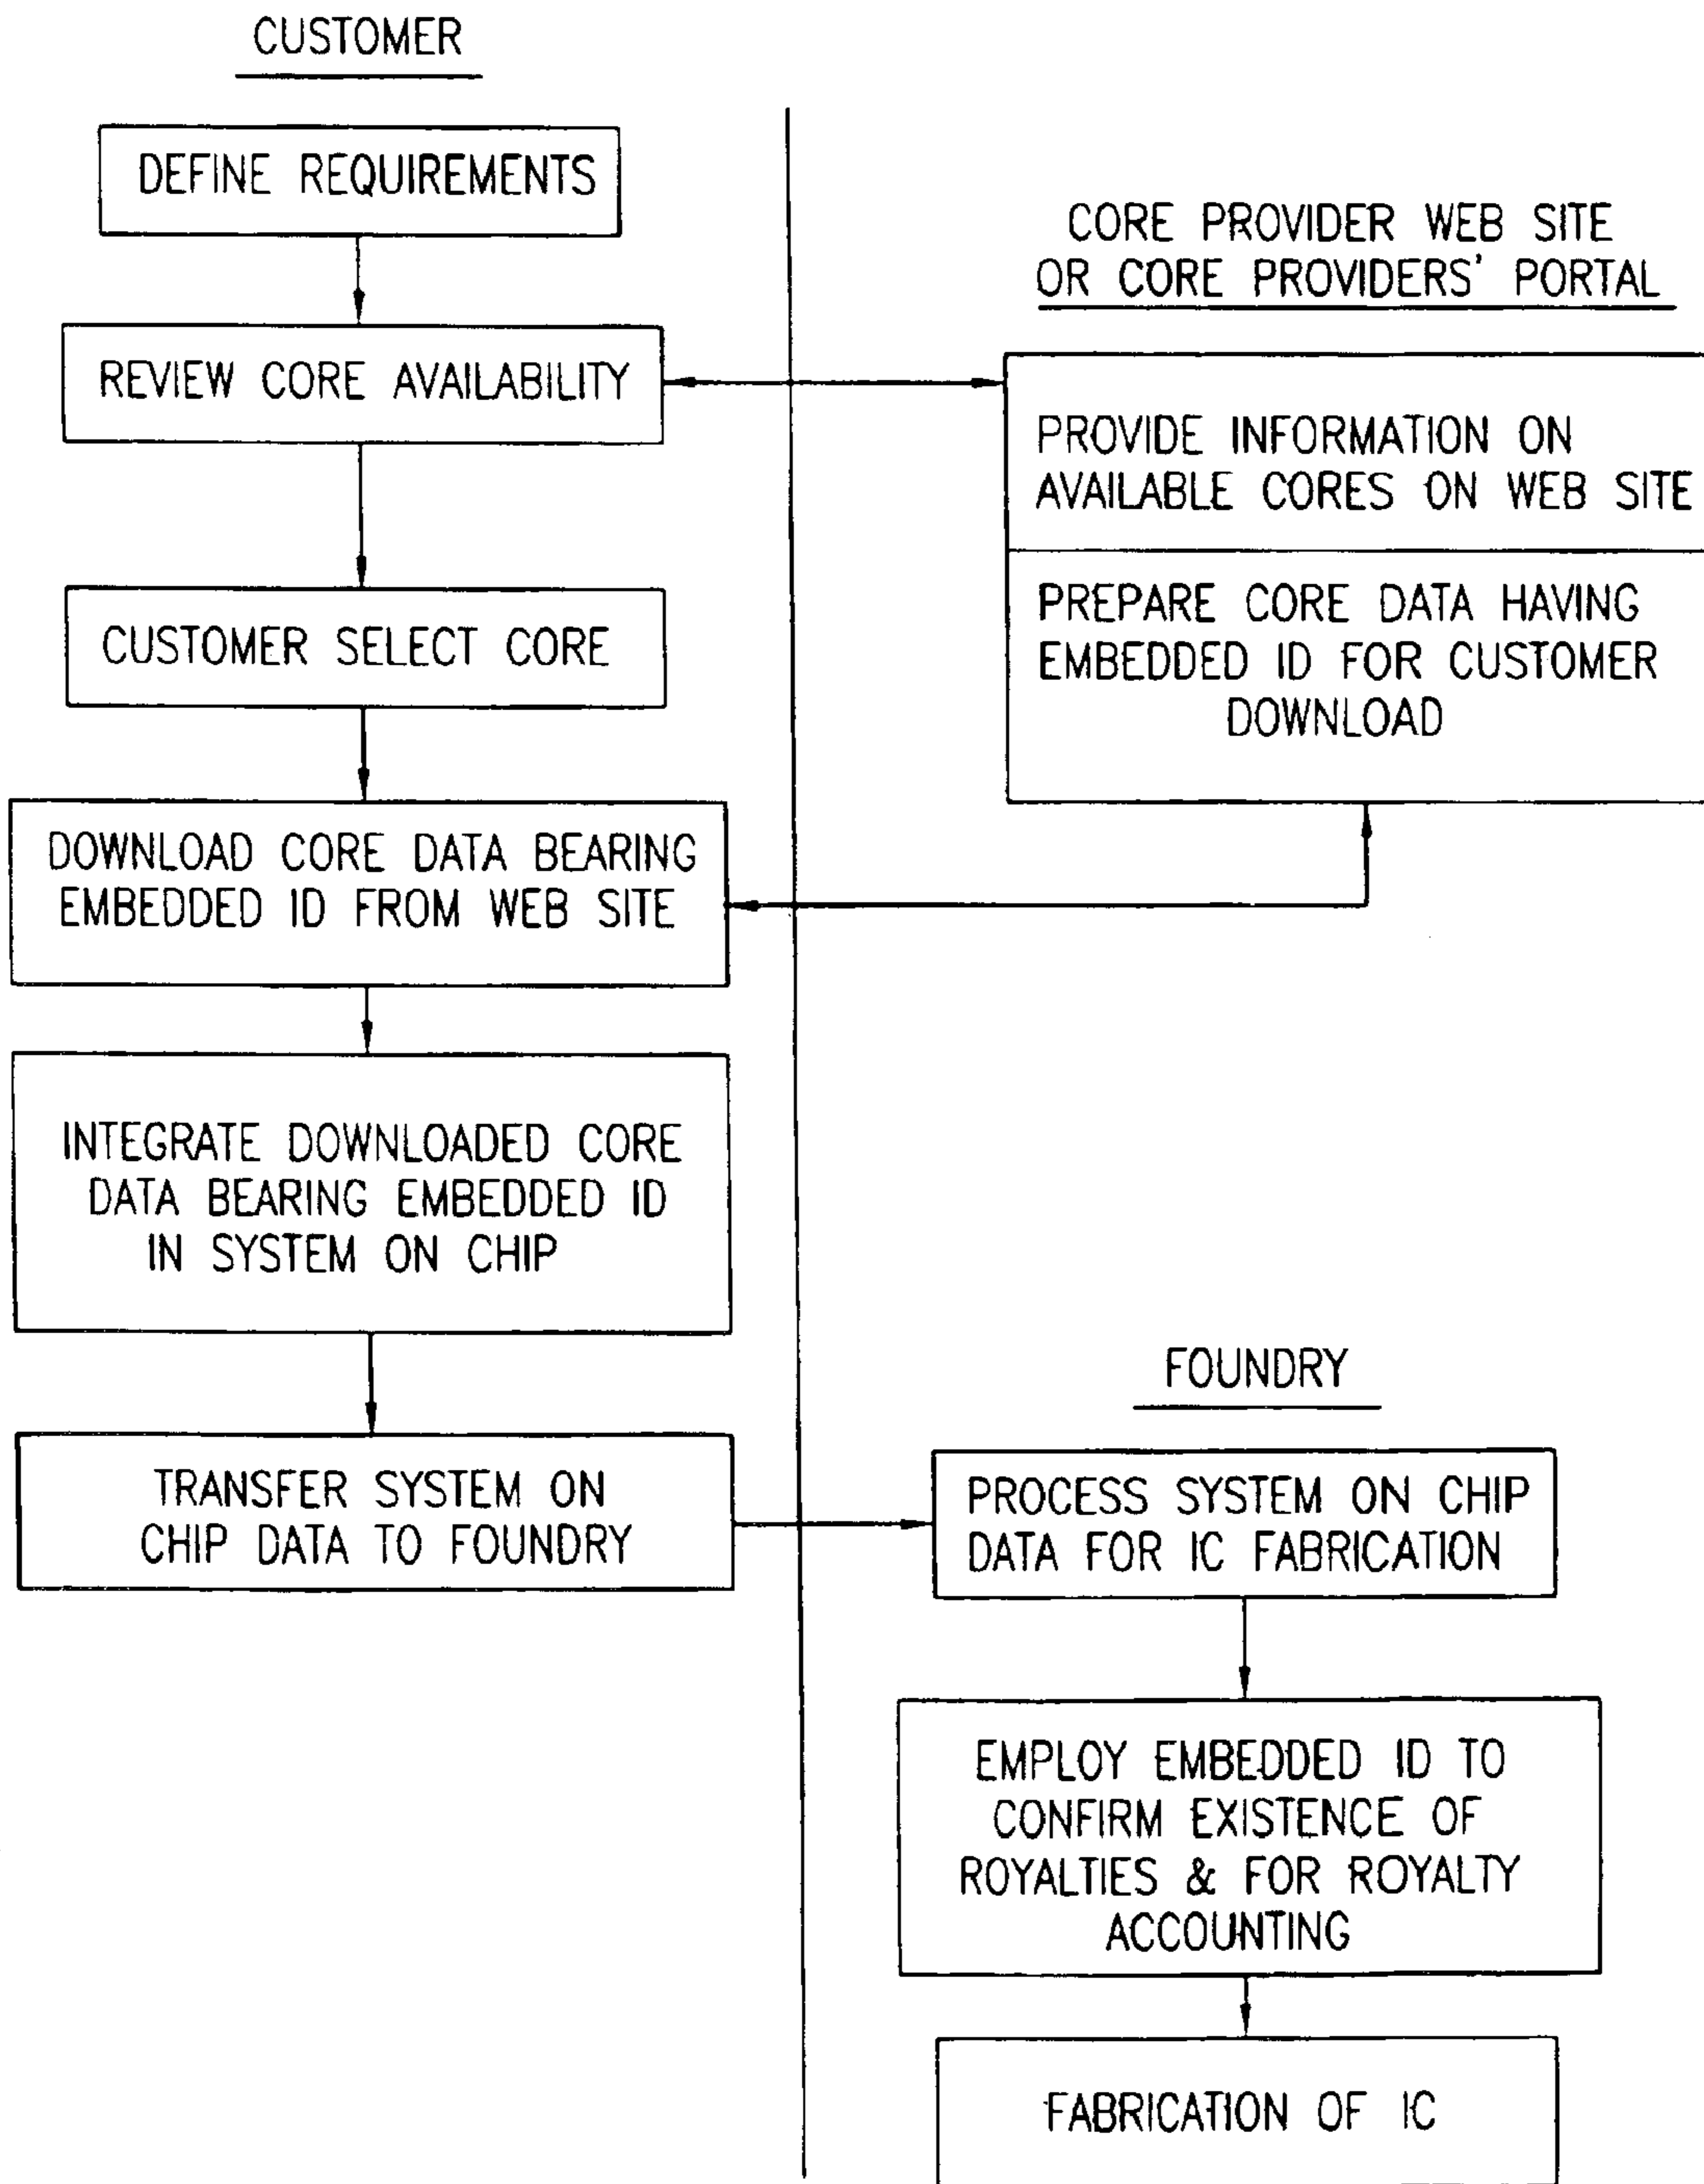 CUSTOMER
DEFINE REQUIREMENTS
REVIEW CORE AVAILABILITY
CUSTOMER SELECT CORE
DOWNLOAD CORE DATA BEARING
EMBEDDED ID FROM WEB SITE
INTEGRATE DOWNLOADED CORE
DATA BEARING EMBEDDED ID
IN SYSTEM ON CHIP
TRANSFER SYSTEM ON
CHIP DATA TO FOUNDRY
CORE PROVIDER WEB SITE
OR CORE PROVIDERS' PORTAL
PROVIDE INFORMATION ON
AVAILABLE CORES ON WEB SITE
PREPARE CORE DATA HAVING
EMBEDDED ID FOR CUSTOMER
DOWNLOAD
FOUNDRY
PROCESS SYSTEM ON CHIP
DATA FOR IC FABRICATION
EMPLOY EMBEDDED ID TO
CONFIRM EXISTENCE OF
ROYALTIES & FOR ROYALTY
ACCOUNTING
FABRICATION OF IC